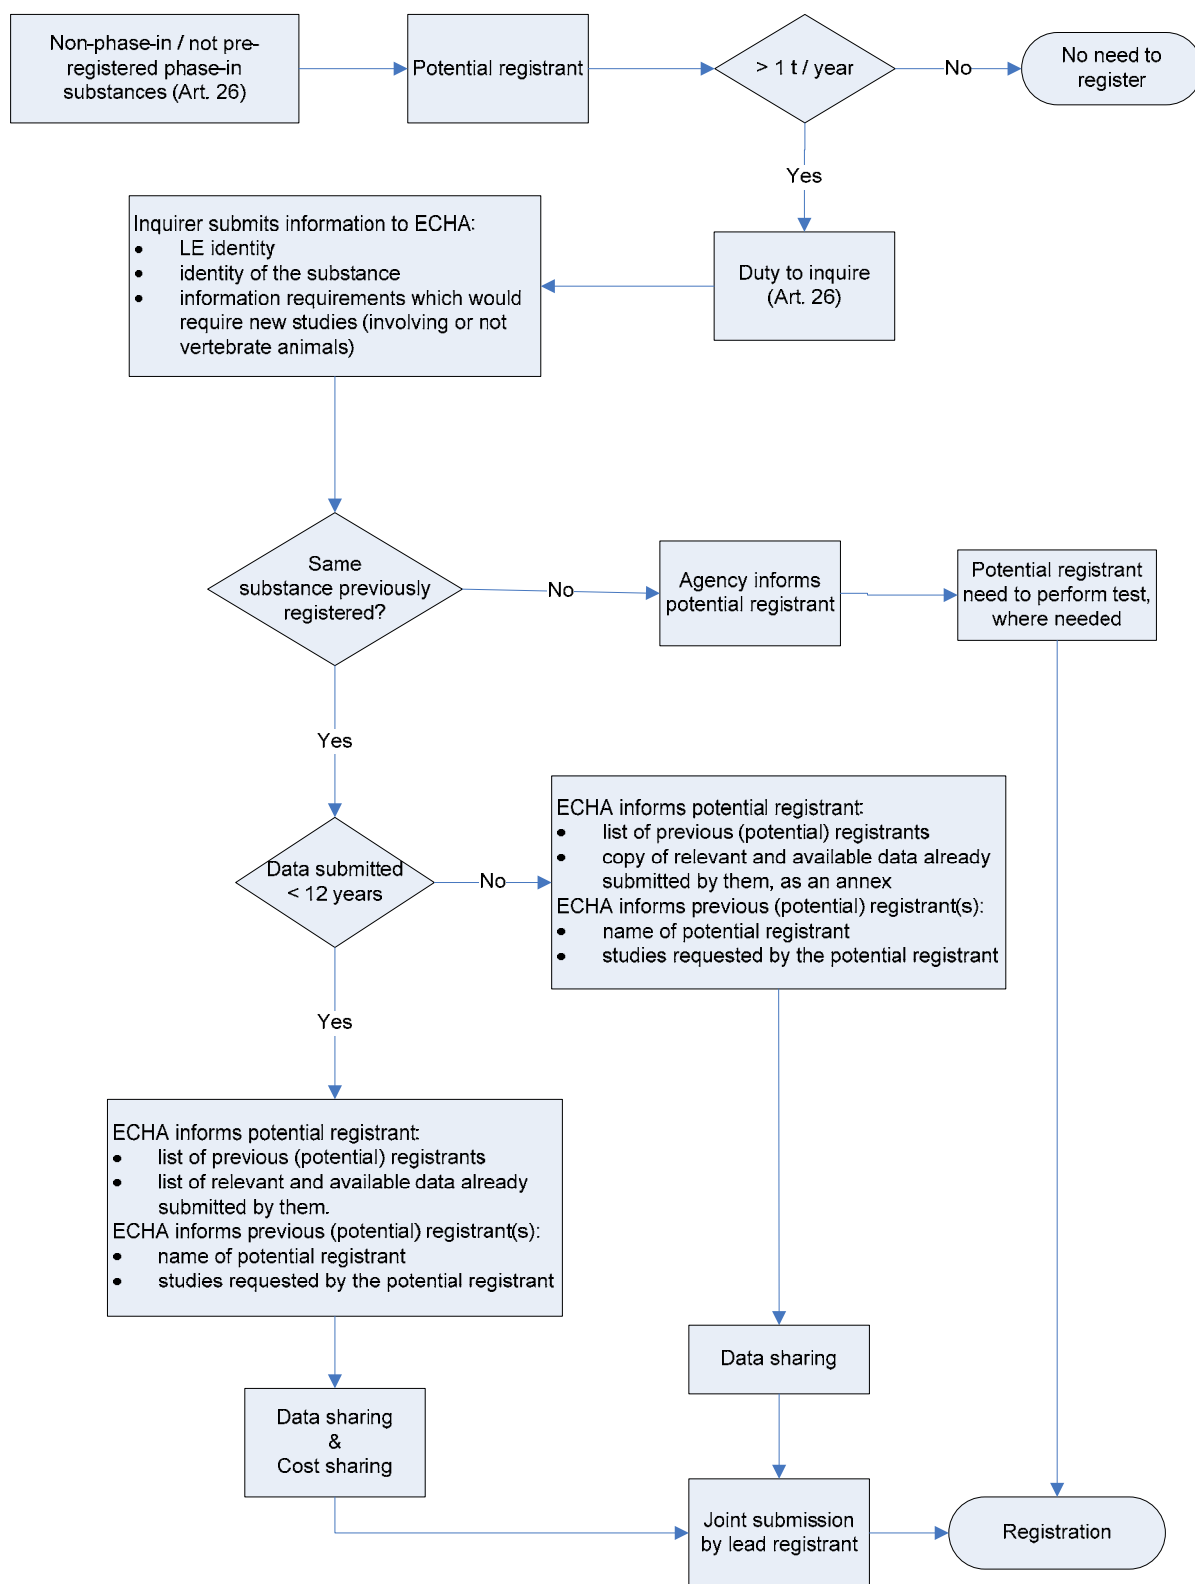 Non-phase-in / not pre-
registered phase-in
substances (Art. 26)
Potential registrant
> 1 t / year
No
No need to
register
Yes
Inquirer submits information to ECHA:
• LE identity
• identity of the substance
• information requirements which would
require new studies (involving or not
vertebrate animals)
Duty to inquire
(Art. 26)
Same
substance previously
registered?
No
Agency informs
potential registrant
Potential registrant
need to perform test,
where needed
Yes
Data submitted
< 12 years
No
ECHA informs potential registrant:
• list of previous (potential) registrants
• copy of relevant and available data already
submitted by them, as an annex
ECHA informs previous (potential) registrant(s):
• name of potential registrant
• studies requested by the potential registrant
Yes
ECHA informs potential registrant:
• list of previous (potential) registrants
• list of relevant and available data already
submitted by them.
ECHA informs previous (potential) registrant(s):
• name of potential registrant
• studies requested by the potential registrant
Data sharing
Data sharing
&
Cost sharing
Joint submission
by lead registrant
Registration